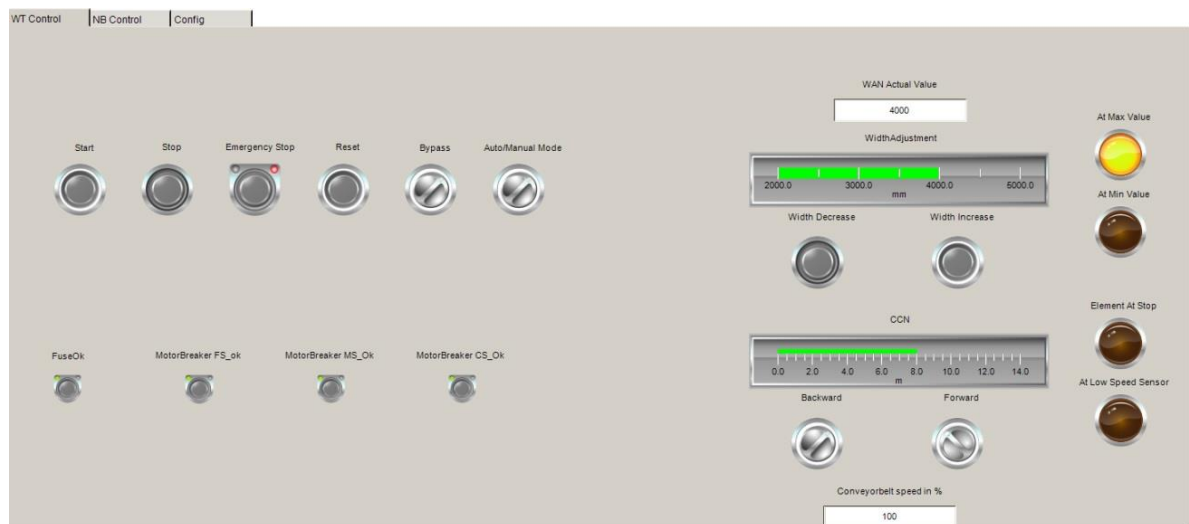 WT Control NB Control Config
WAN Actual Value
4000
At Max Value
Start Stop Emergency Stop Reset Bypass Auto/Manual Mode
WidthAdjustment
2000.0 3000.0 4000.0 5000.0
mm
At Min Value
Width Decrease Width Increase
Element At Stop
CCN
FuseOk MotorBreaker FS_ok MotorBreaker MS_Ok MotorBreaker CS_Ok
0.0 2.0 4.0 6.0 8.0 10.0 12.0 14.0
m
At Low Speed Sensor
Backward Forward
Conveyorbelt speed in %
100